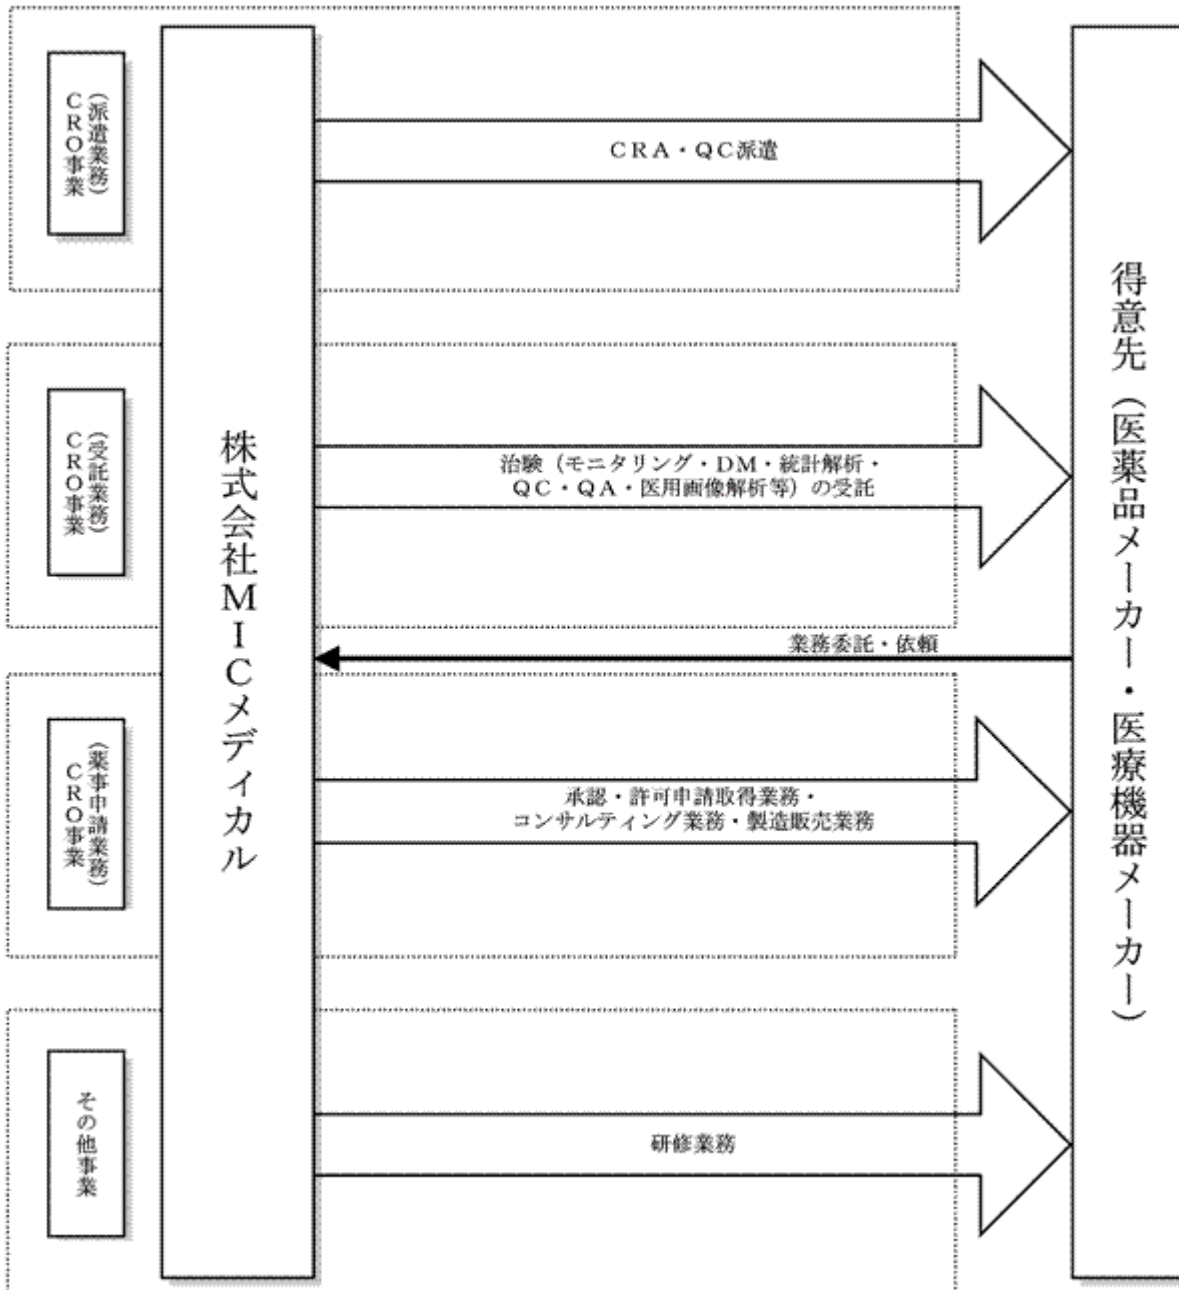 CRO事業
(派遣業務)
CRA・QC派遣
CRO事業
(受託業務)
治験(モニタリング・DM・統計解析・
QC・QA・医用画像解析等)の受託
株式会社MICメディカル
業務委託・依頼
得意先(医薬品メーカー・医療機器メーカー)
CRO事業
(薬事申請業務)
承認・許可申請取得業務・
コンサルティング業務・製造販売業務
その他事業
研修業務